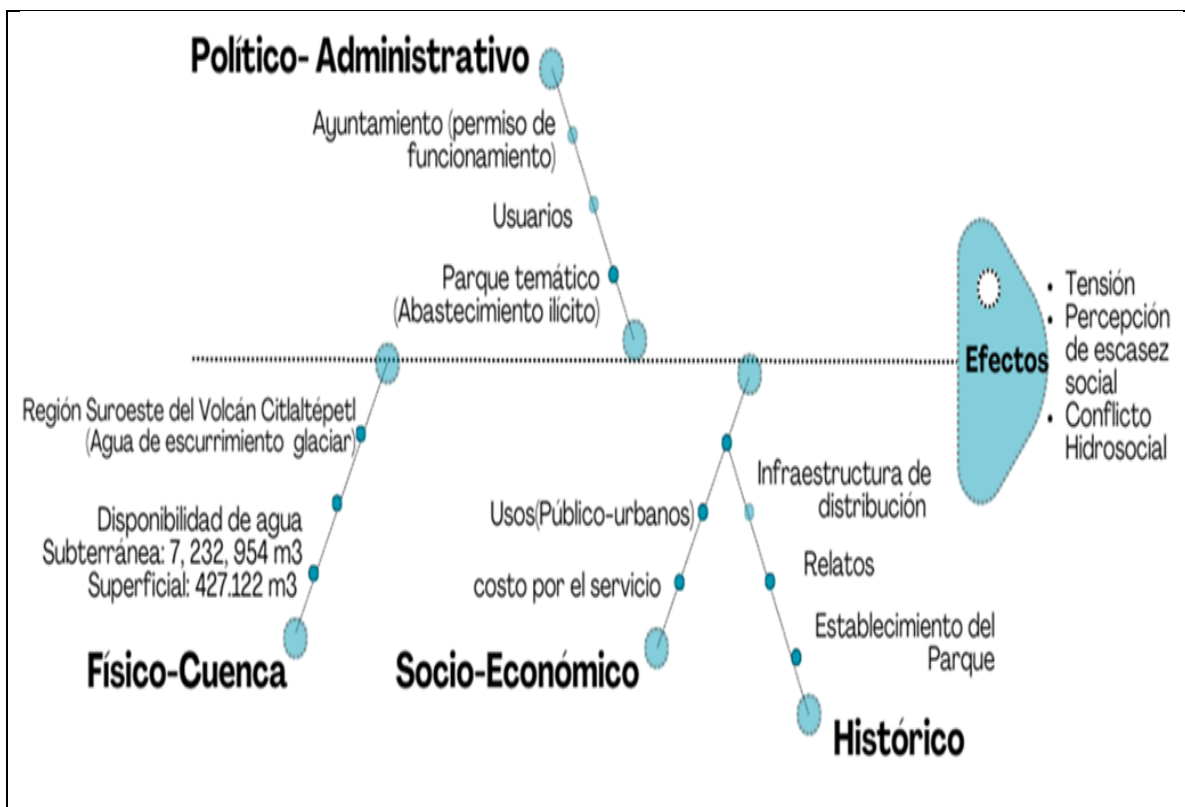 Político- Administrativo
Ayuntamiento (permiso de
funcionamiento)
Usuarios
Parque temático
(Abastecimiento ilícito)
Región Suroeste del Volcán Citlaltépetl
(Agua de escurrimiento glaciar)
Disponibilidad de agua
Subterránea: 7, 232, 954 m3
Superficial: 427.122 m3
Físico-Cuenca
Usos(Público-urbanos)
costo por el servicio
Socio-Económico
Infraestructura de
distribución
Relatos
Establecimiento del
Parque
Histórico
Efectos
• Tensión
• Percepción
de escasez
social
• Conflicto
Hidrosocial